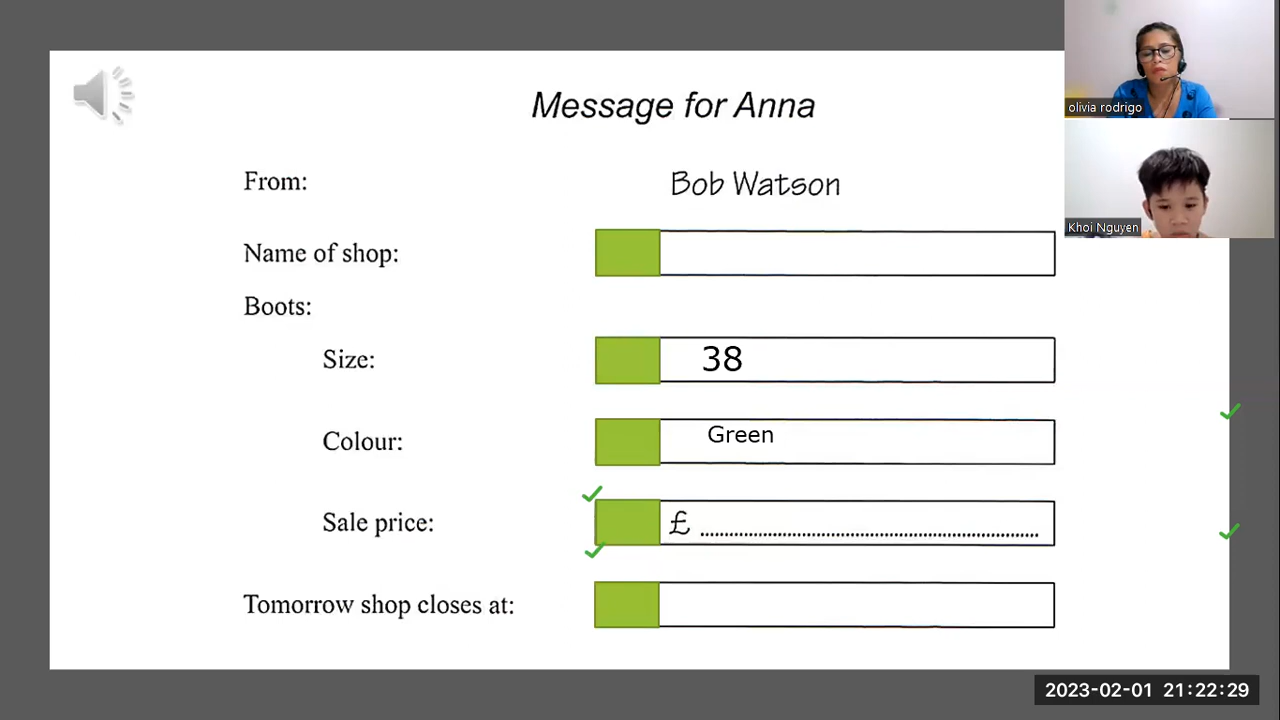 Message for Anna
olivia rodrigo
From: Bob Watson
Khoi Nguyen
Name of shop:
Boots:
Size: 38
Colour: Green
Sale price: £ ........................................................................
Tomorrow shop closes at:
2023-02-01 21:22:29